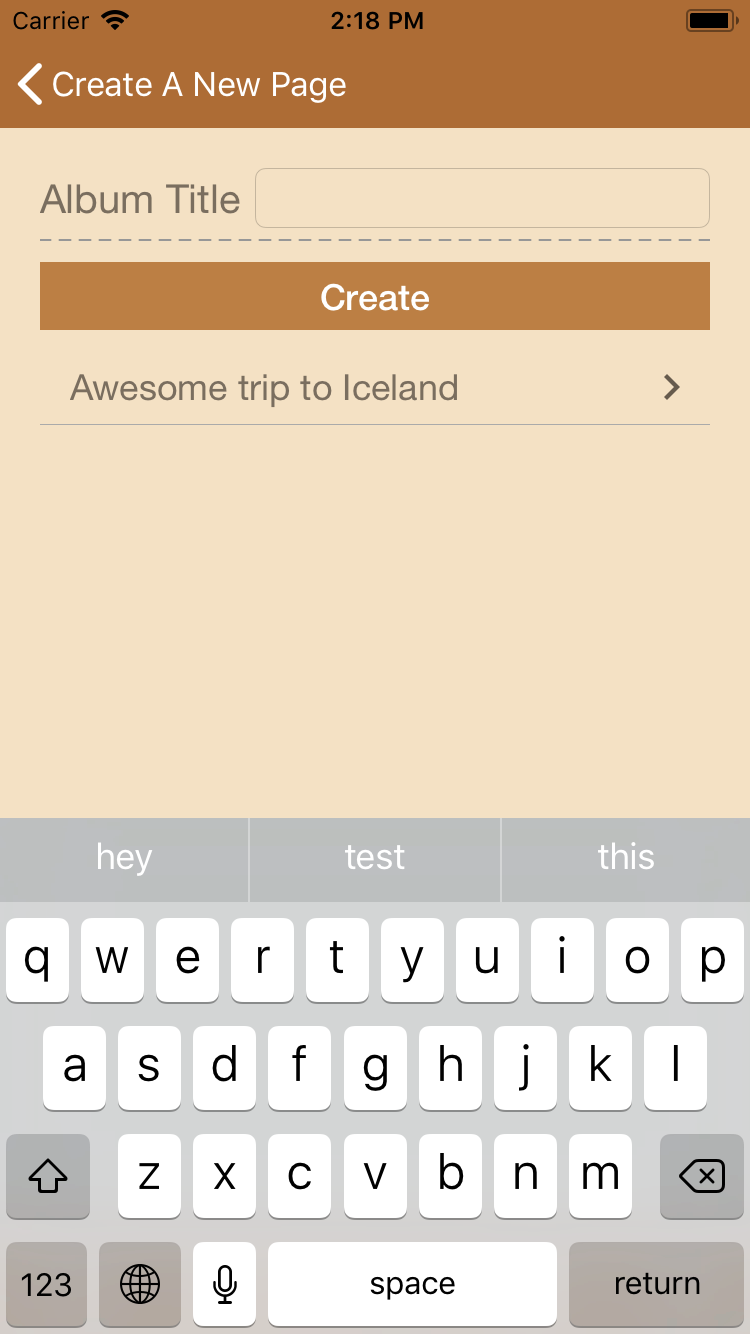 Carrier 2:18 PM
Create A New Page
Album Title
Create
Awesome trip to Iceland
hey test this
q w e r t y u i o p
a s d f g h j k l
z x c v b n m
123 space return